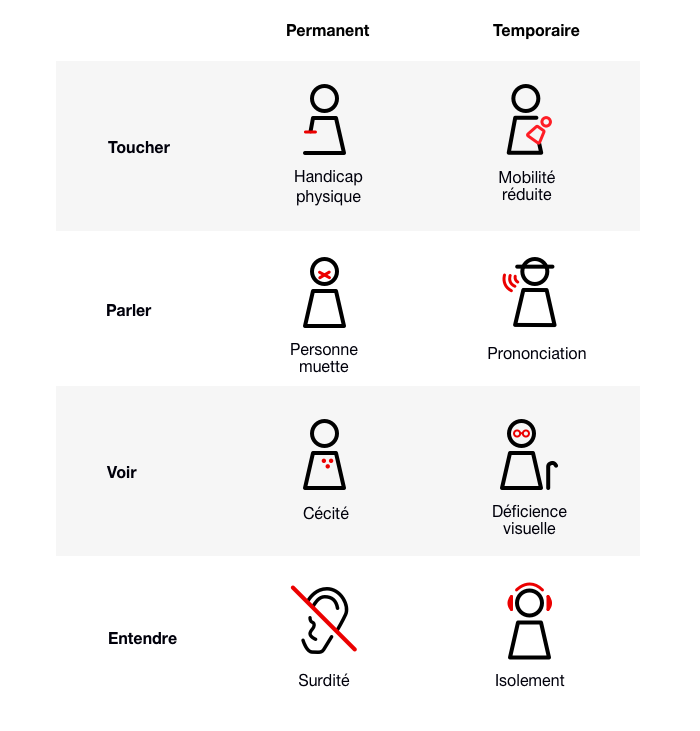 Permanent
Temporaire
Toucher
Handicap
physique
Mobilité
réduite
Parler
Personne
muette
Prononciation
Voir
Cécité
Déficience
visuelle
Entendre
Surdité
Isolement